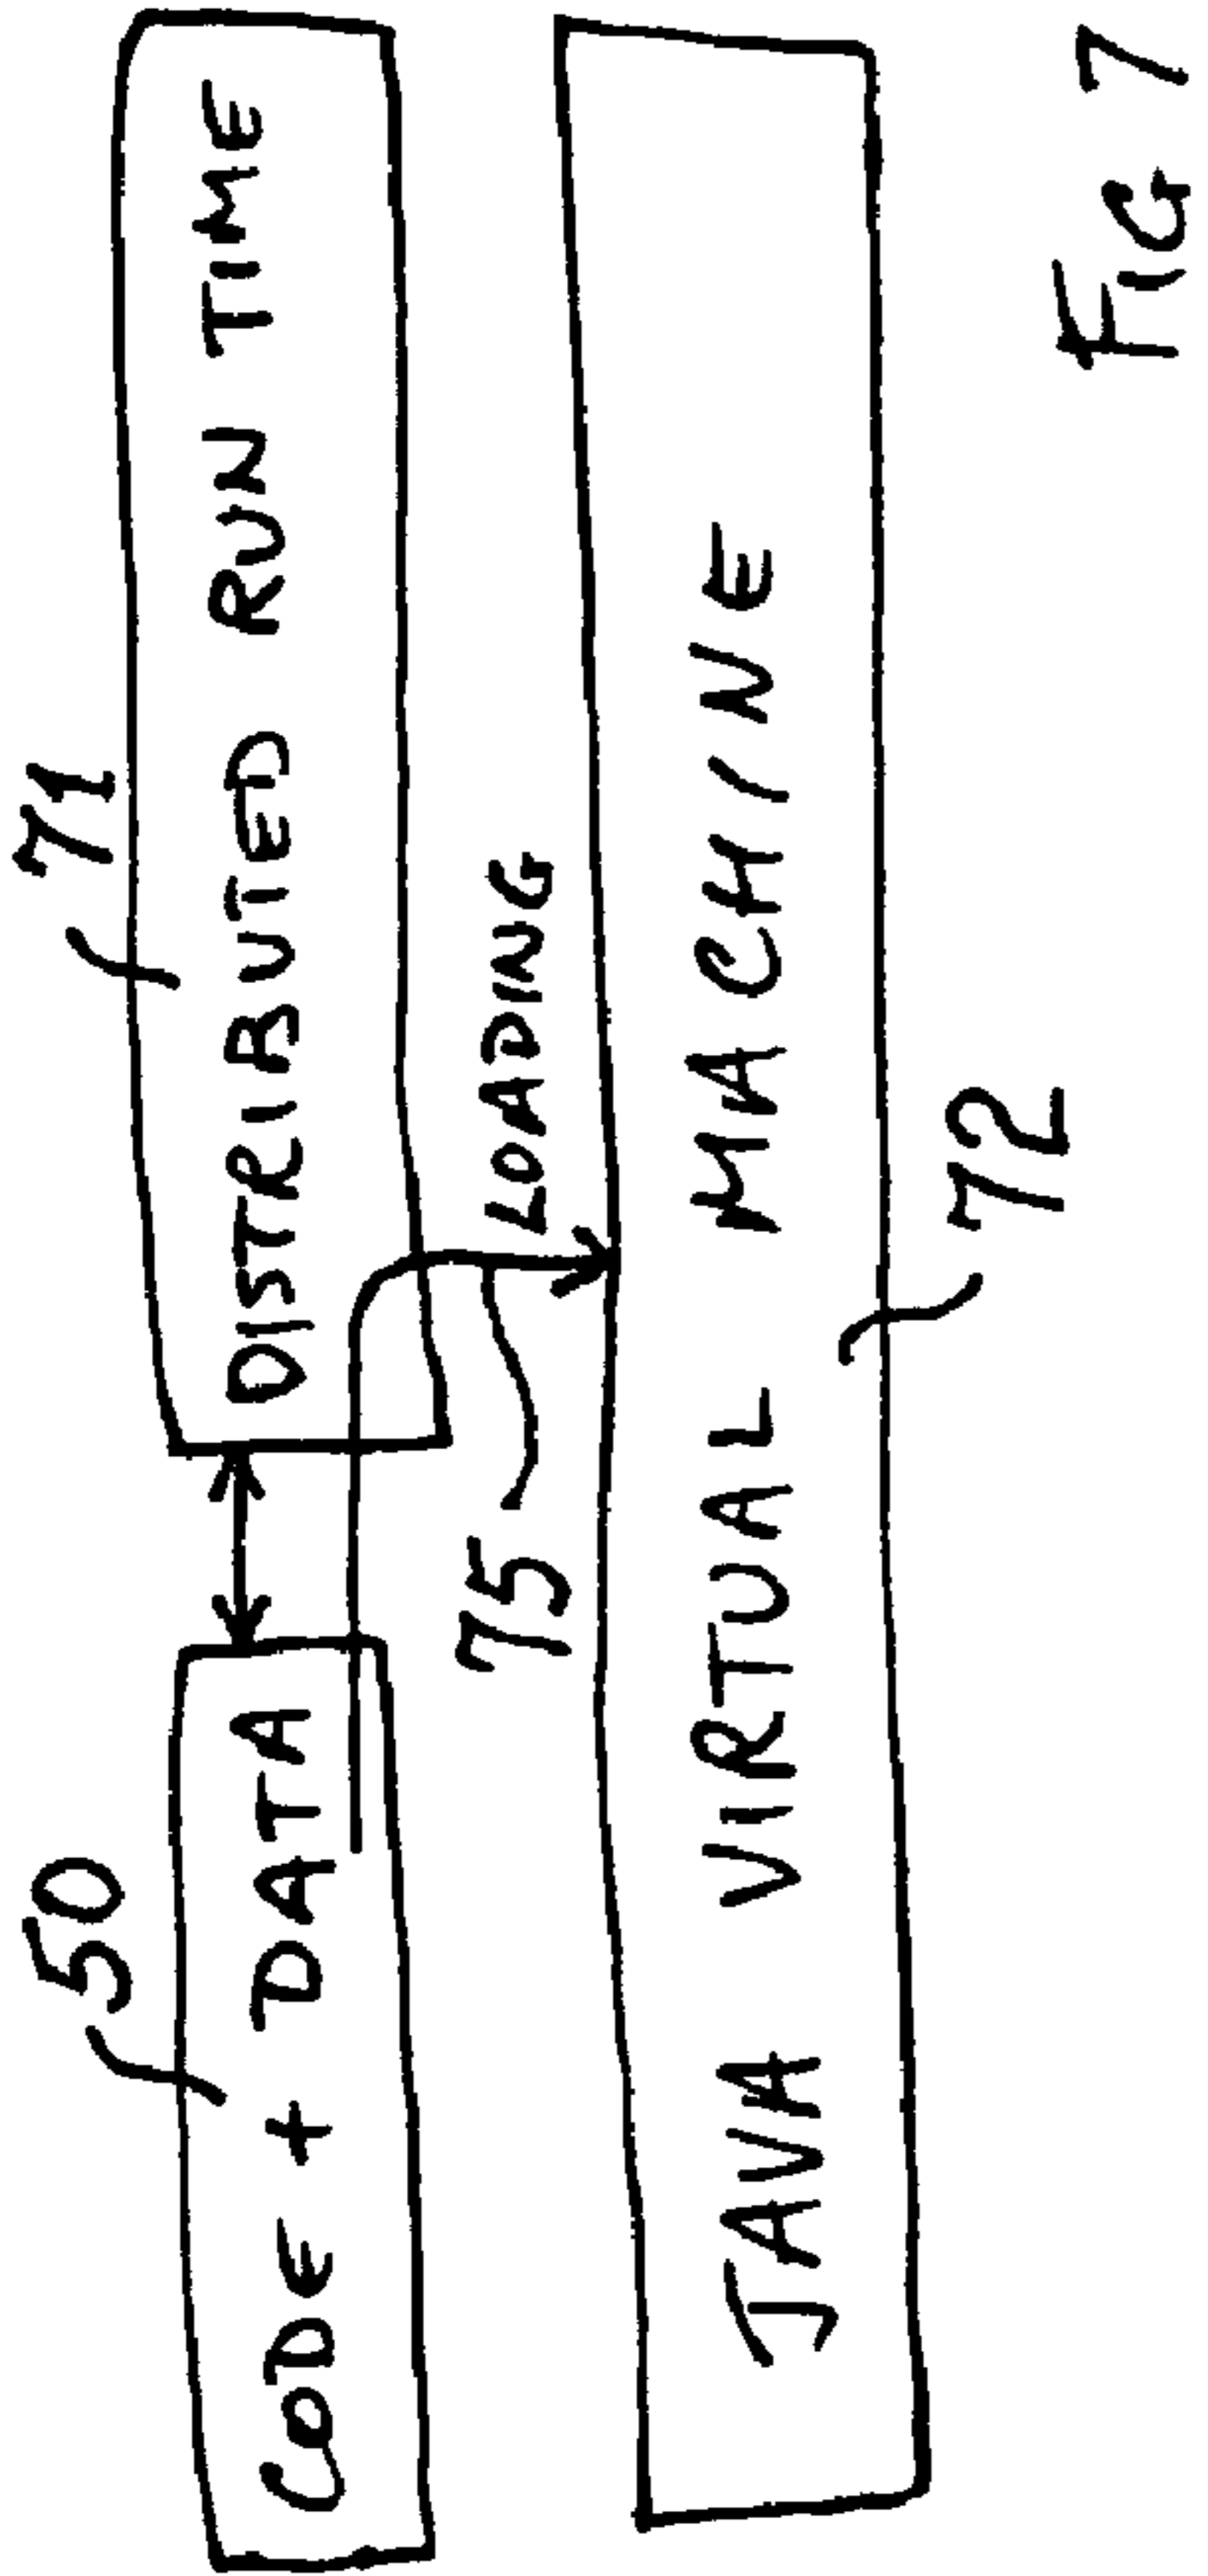 50
71
CODE + DATA
DISTRIBUTED RUN TIME
75
LOADING
JAVA VIRTUAL MACHINE
72
FIG 7